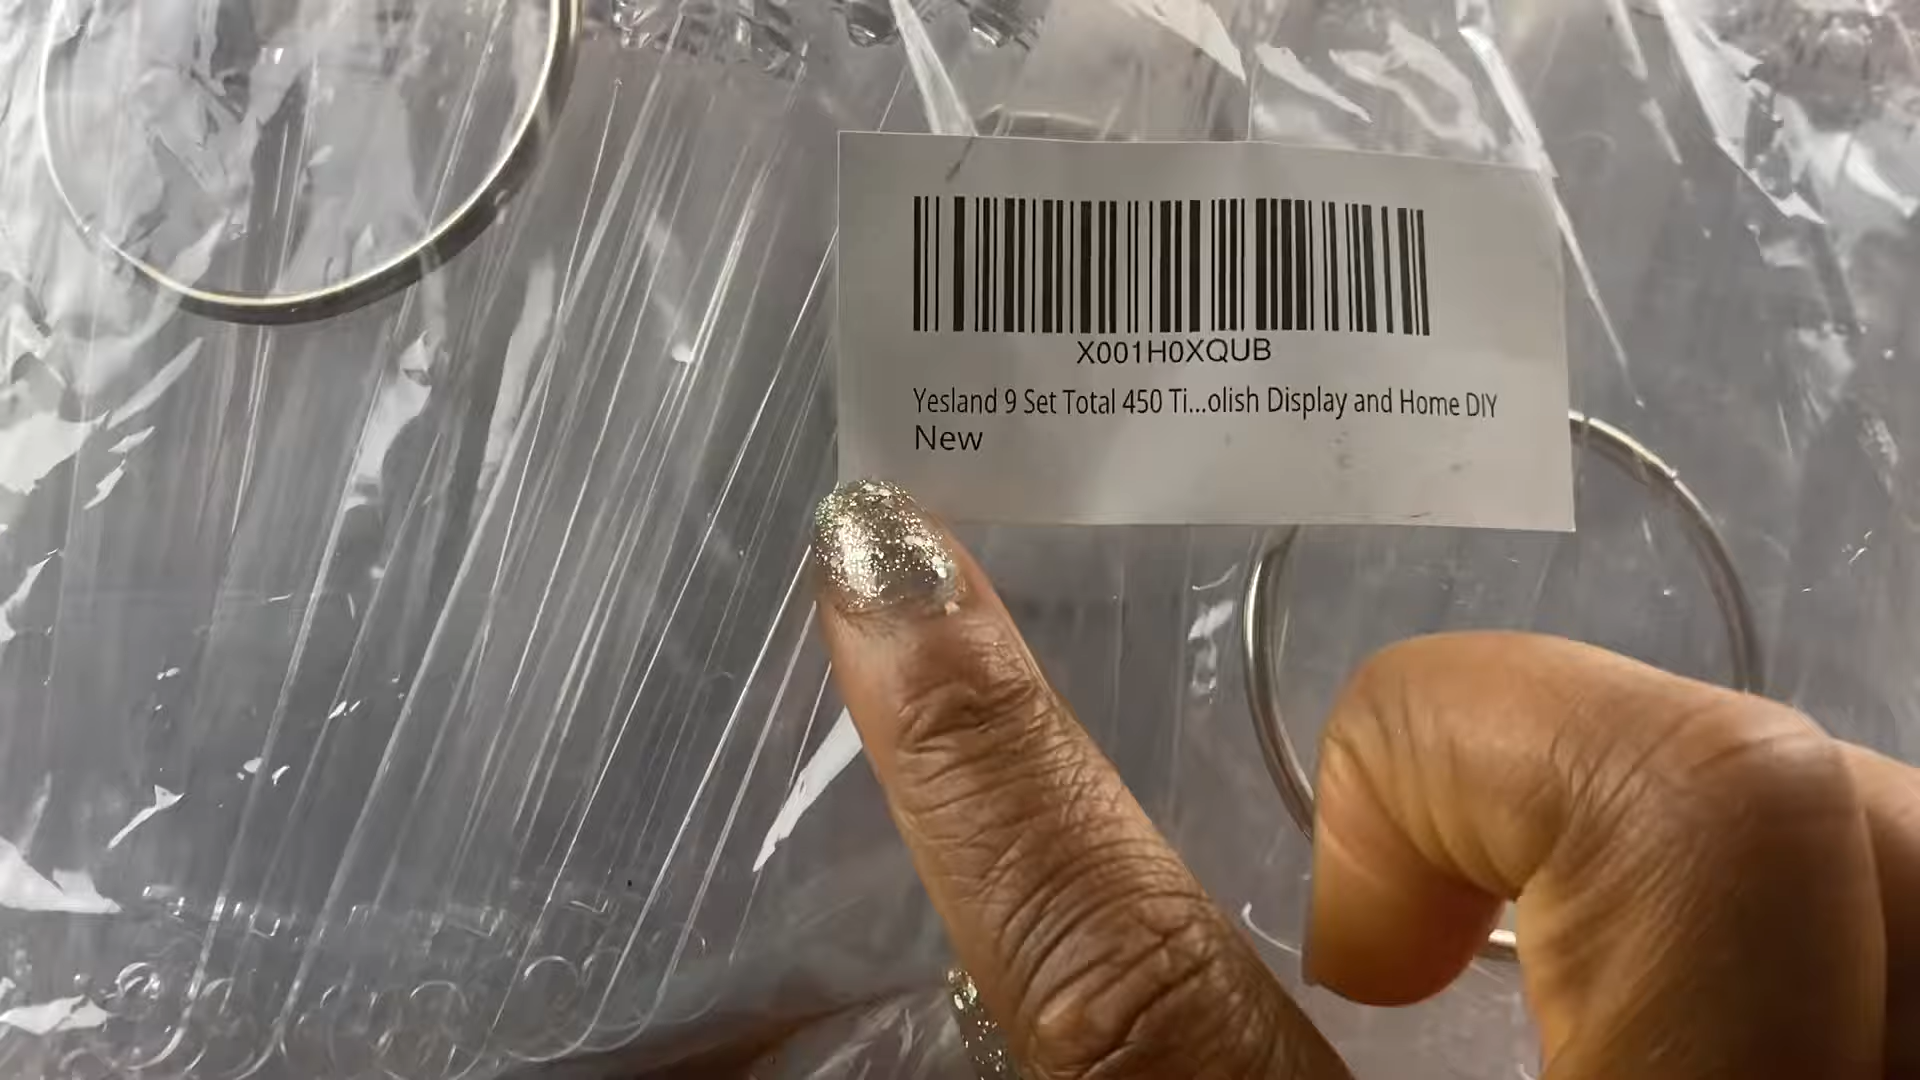 X001H0XQUB
Yesland 9 Set Total 450 Ti...olish Display and Home DIY
New